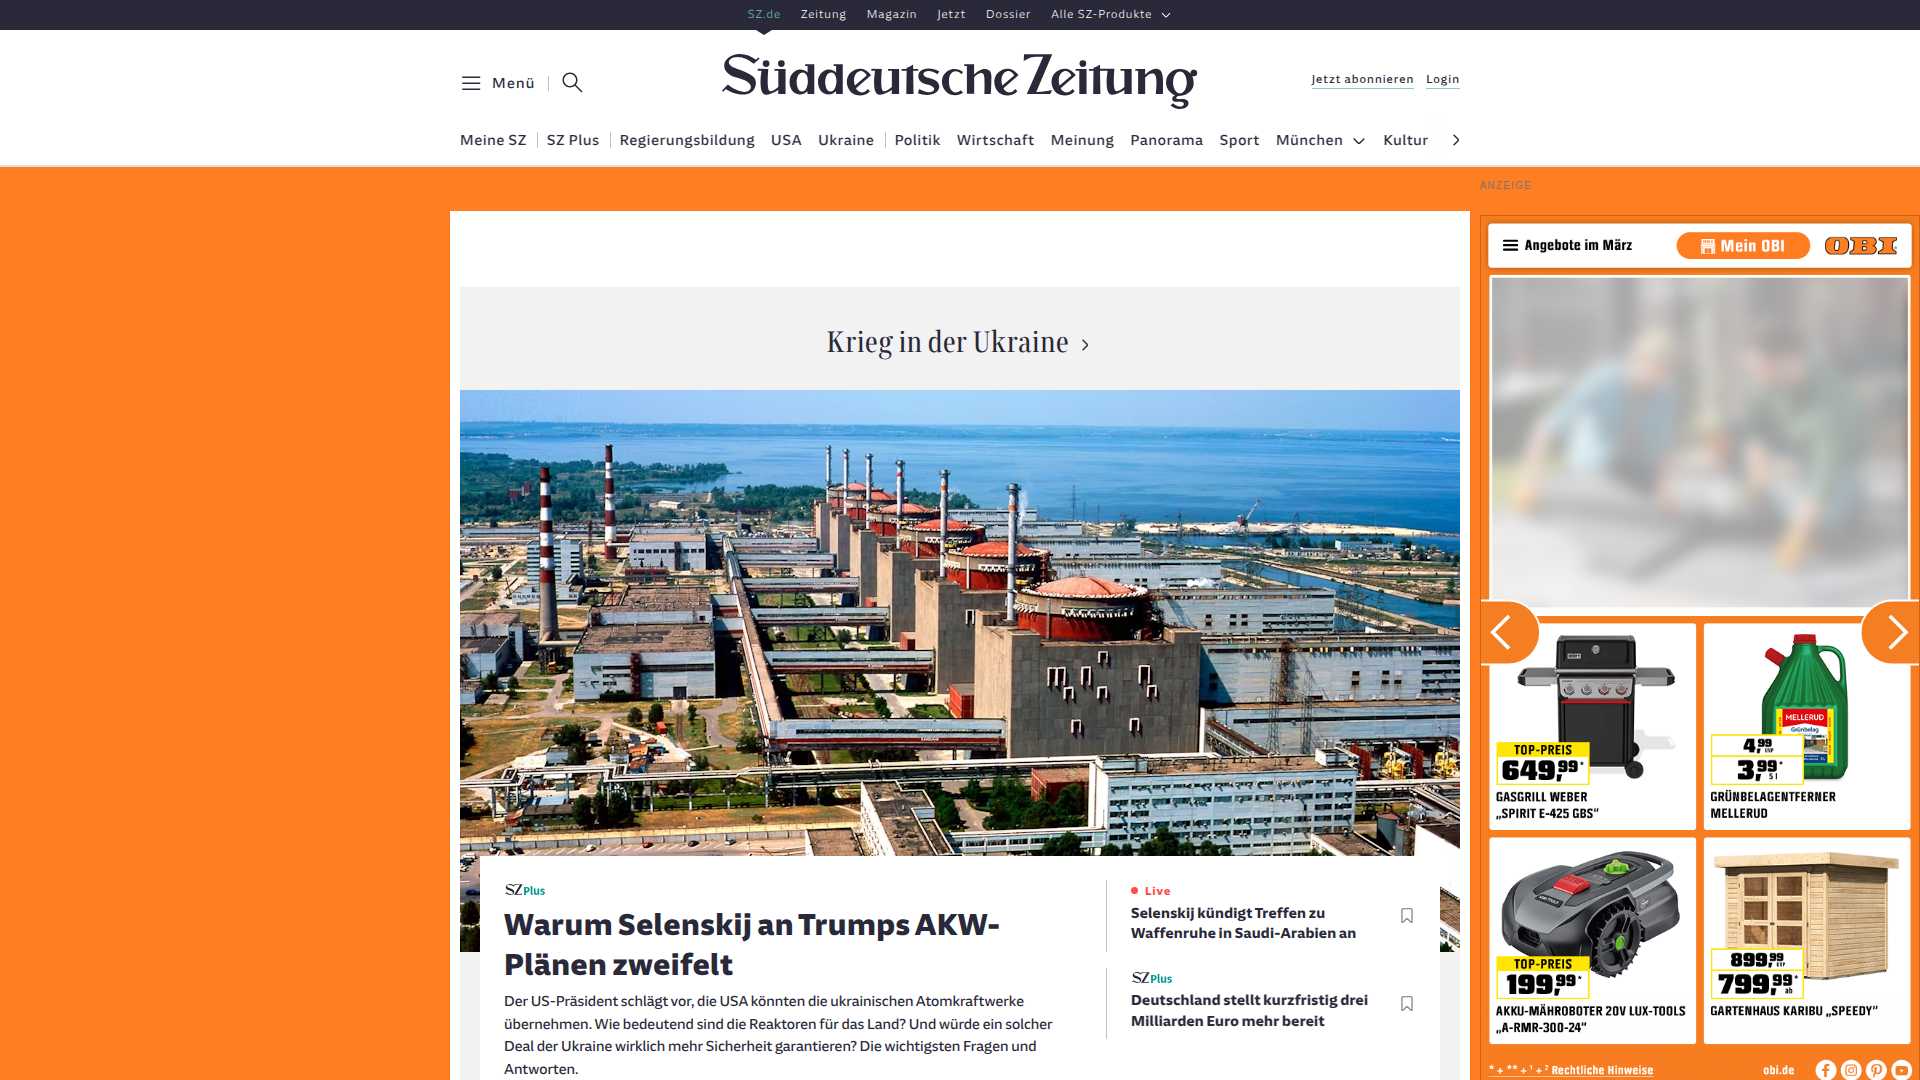 SZ.de Zeitung Magazin Jetzt Dossier Alle SZ-Produkte
Menü
Süddeutsche Zeitung
Jetzt abonnieren Login
Meine SZ SZ Plus Regierungsbildung USA Ukraine Politik Wirtschaft Meinung Panorama Sport München Kultur
ANZEIGE
Angebote im März
Mein OBI
OBI
Krieg in der Ukraine
TOP-PREIS
649,99*
GASGRILL WEBER
„SPIRIT E-425 GBS“
MELLERUD
Grünbelag
4,99 UVP
3,99*
5 l
GRÜNBELAGENTFERNER
MELLERUD
TOP-PREIS
199,99*
AKKU-MÄHROBOTER 20V LUX-TOOLS
„A-RMR-300-24“
899,99 UVP
799,99*
ab
GARTENHAUS KARIBU „SPEEDY“
* + ** + ¹ + ² Rechtliche Hinweise
obi.de
SZ Plus
Warum Selenskij an Trumps AKW-
Plänen zweifelt
Der US-Präsident schlägt vor, die USA könnten die ukrainischen Atomkraftwerke
übernehmen. Wie bedeutend sind die Reaktoren für das Land? Und würde ein solcher
Deal der Ukraine wirklich mehr Sicherheit garantieren? Die wichtigsten Fragen und
Antworten.
Live
Selenskij kündigt Treffen zu
Waffenruhe in Saudi-Arabien an
SZ Plus
Deutschland stellt kurzfristig drei
Milliarden Euro mehr bereit